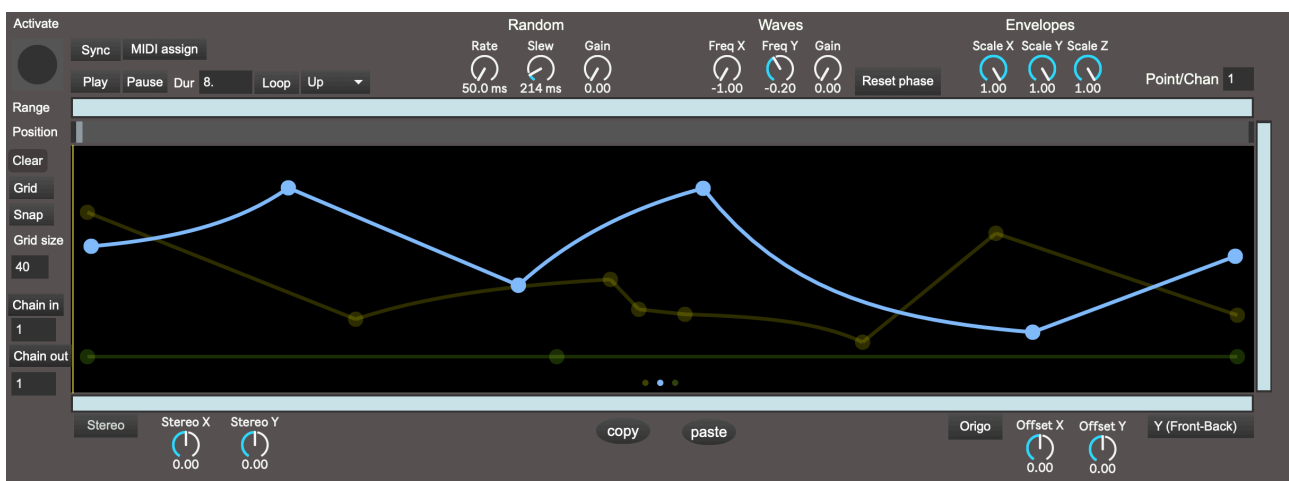 Activate
Random
Waves
Envelopes
Sync
MIDI assign
Rate
Slew
Gain
Freq X
Freq Y
Gain
Scale X
Scale Y
Scale Z
Play
Pause
Dur
8.
Loop
Up
50.0 ms
214 ms
0.00
-1.00
-0.20
0.00
Reset phase
1.00
1.00
1.00
Point/Chan
1
Range
Position
Clear
Grid
Snap
Grid size
40
Chain in
1
Chain out
1
Stereo
Stereo X
Stereo Y
0.00
0.00
copy
paste
Origo
Offset X
Offset Y
0.00
0.00
Y (Front-Back)